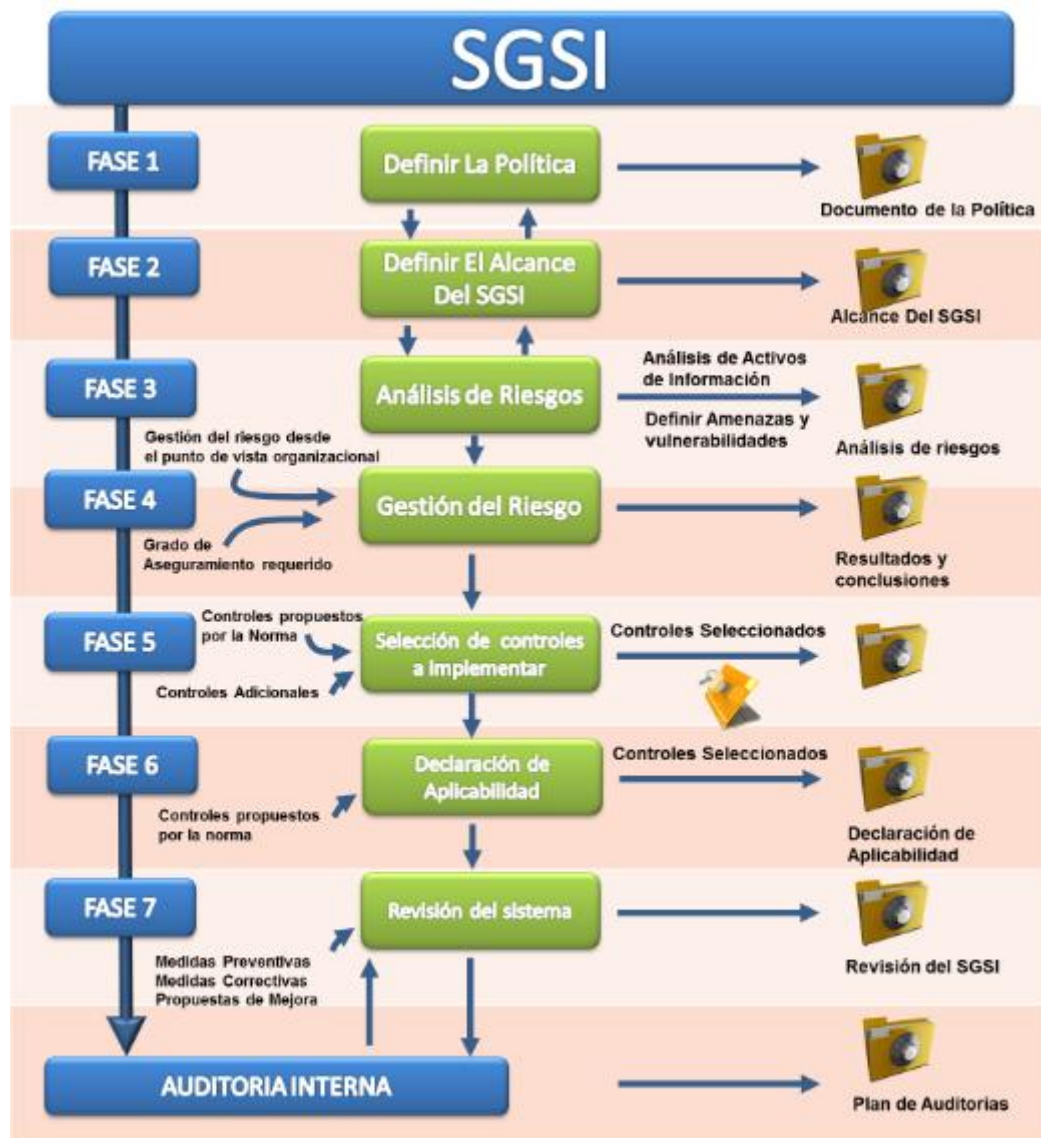 SGSI
FASE 1
Definir La Política
Documento de la Política
FASE 2
Definir El Alcance
Del SGSI
Alcance Del SGSI
FASE 3
Análisis de Riesgos
Análisis de Activos
de Información
Definir Amenazas y
vulnerabilidades
Análisis de riesgos
Gestión del riesgo desde
el punto de vista organizacional
FASE 4
Gestión del Riesgo
Grado de
Aseguramiento requerido
Resultados y
conclusiones
FASE 5
Controles propuestos
por la Norma
Controles Adicionales
Selección de controles
a Implementar
Controles Seleccionados
FASE 6
Declaración de
Aplicabilidad
Controles Seleccionados
Controles propuestos
por la norma
Declaración de
Aplicabilidad
FASE 7
Revisión del sistema
Medidas Preventivas
Medidas Correctivas
Propuestas de Mejora
Revisión del SGSI
AUDITORIA INTERNA
Plan de Auditorias